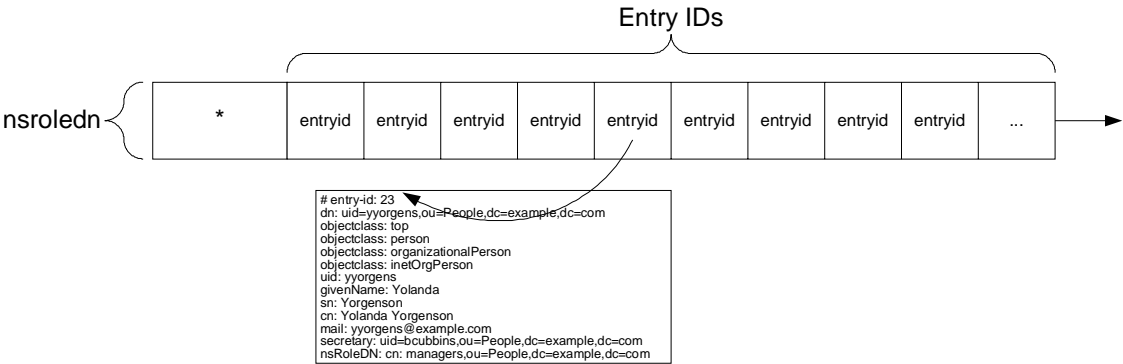 Entry IDs
nsroledn
* entryid entryid entryid entryid entryid entryid entryid entryid entryid ...
# entry-id: 23
dn: uid=yyorgens,ou=People,dc=example,dc=com
objectclass: top
objectclass: person
objectclass: organizationalPerson
objectclass: inetOrgPerson
uid: yyorgens
givenName: Yolanda
sn: Yorgenson
cn: Yolanda Yorgenson
mail: yyorgens@example.com
secretary: uid=bcubbins,ou=People,dc=example,dc=com
nsRoleDN: cn: managers,ou=People,dc=example,dc=com